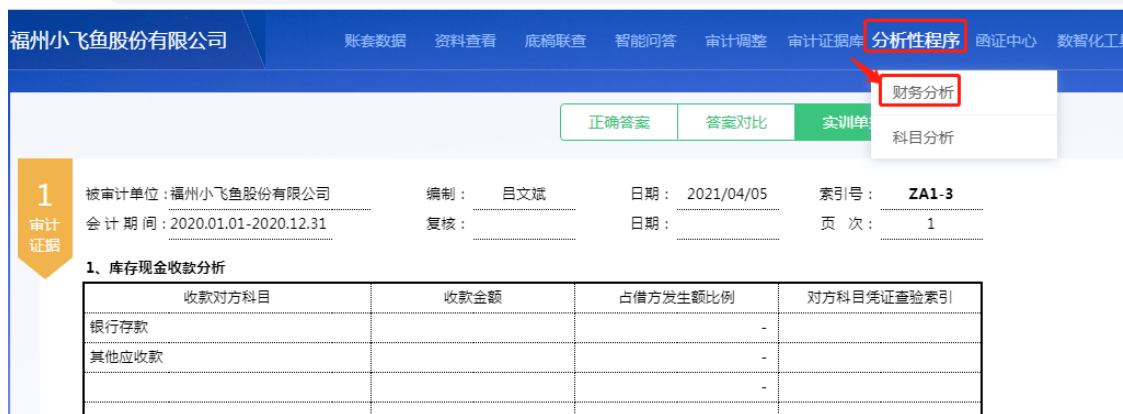 福州小飞鱼股份有限公司 账套数据 资料查看 底稿联查 智能问答 审计调整 审计证据库 分析性程序 函证中心 数智化工具
财务分析
正确答案 答案对比 实训单据
科目分析
1
审计
证据
被审计单位：福州小飞鱼股份有限公司 编制： 吕文斌 日期： 2021/04/05 索引号： ZA1-3
会 计 期 间：2020.01.01-2020.12.31 复核： 日期： 页 次： 1
1、库存现金收款分析
收款对方科目 收款金额 占借方发生额比例 对方科目凭证查验索引
银行存款 -
其他应收款 -
-